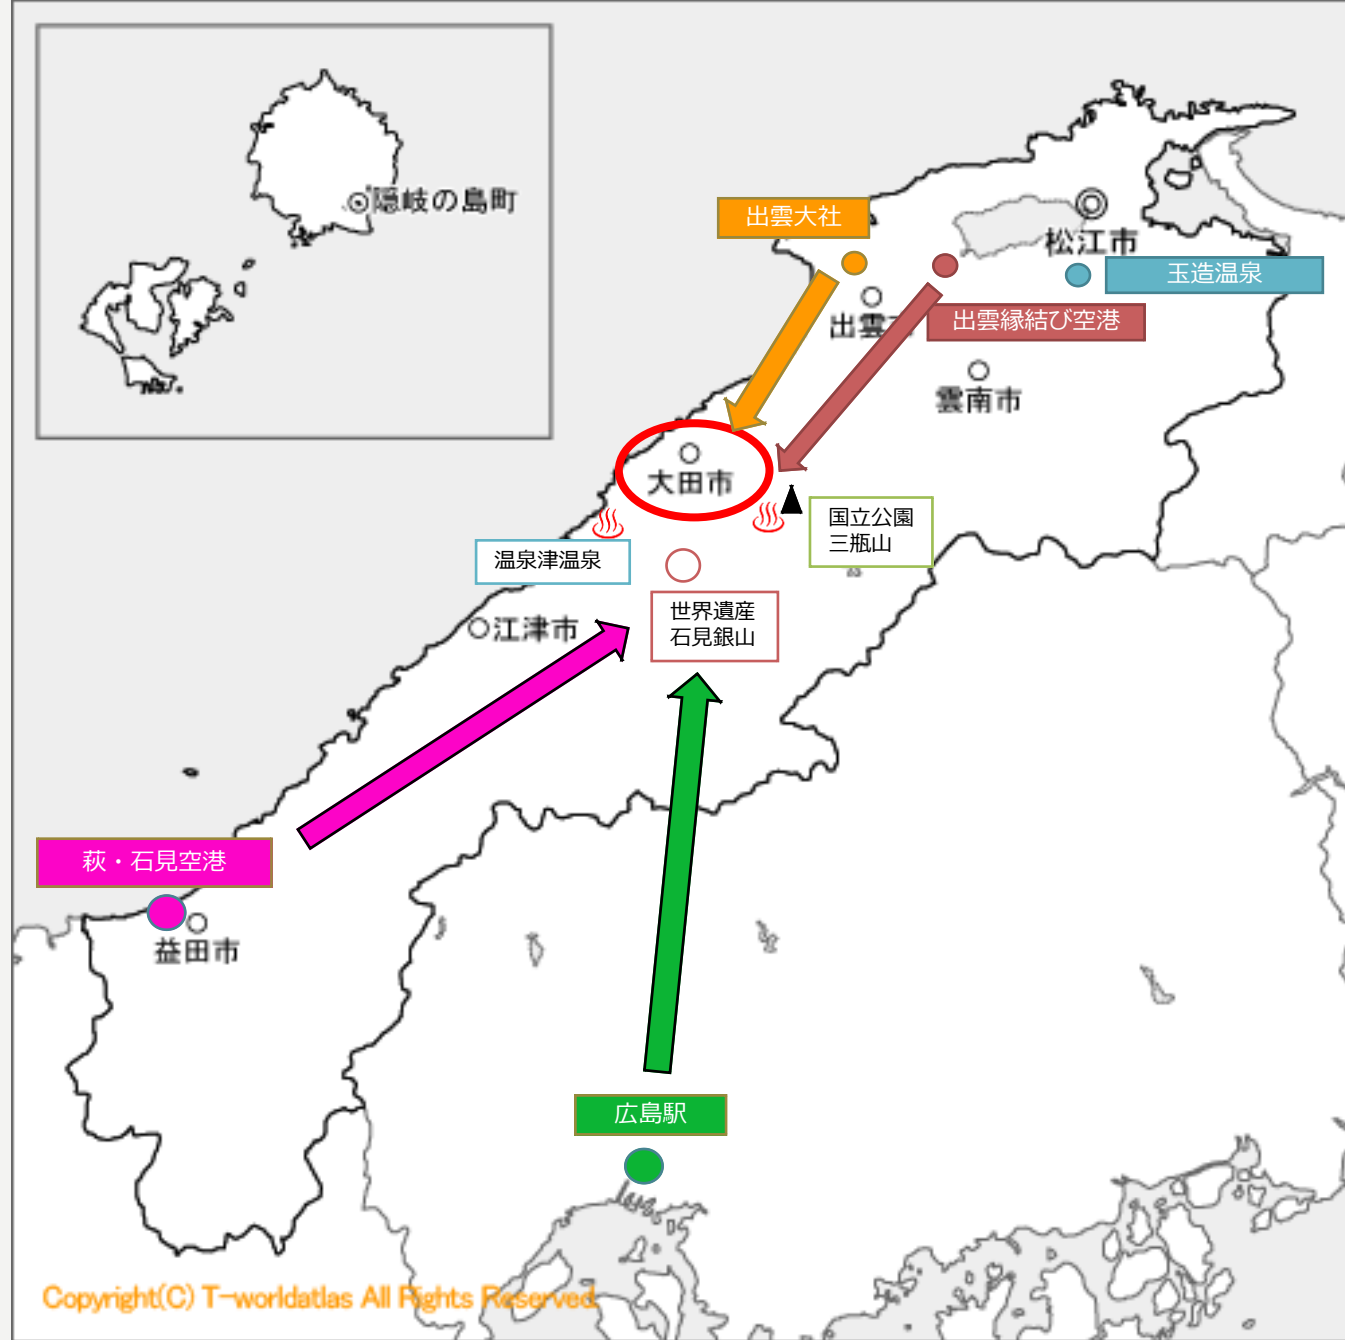 隠岐の島町
出雲大社
松江市
玉造温泉
出雲
出雲縁結び空港
雲南市
大田市
国立公園
三瓶山
温泉津温泉
世界遺産
石見銀山
江津市
萩・石見空港
益田市
広島駅
Copyright(C) T-worldatlas All Rights Reserved.